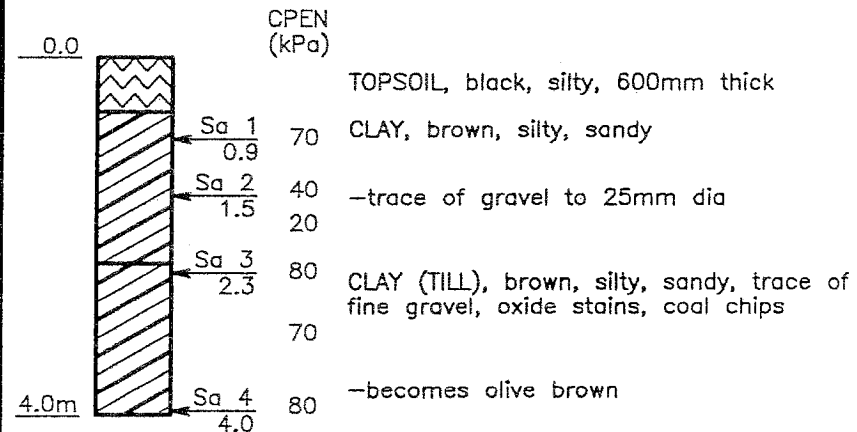 CPEN
(kPa)
0.0
TOPSOIL, black, silty, 600mm thick
Sa 1
0.9
70
CLAY, brown, silty, sandy
Sa 2
1.5
40
–trace of gravel to 25mm dia
20
Sa 3
2.3
80
CLAY (TILL), brown, silty, sandy, trace of
fine gravel, oxide stains, coal chips
70
–becomes olive brown
4.0m
Sa 4
4.0
80